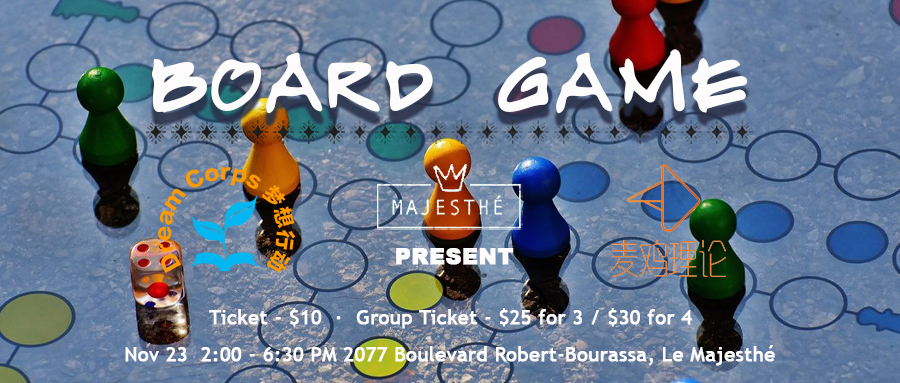 BOARD GAME
Dream Corps 梦想行动
MAJESTHÉ
PRESENT
麦鸡理论
Ticket - $10 · Group Ticket - $25 for 3 / $30 for 4
Nov 23 2:00 - 6:30 PM 2077 Boulevard Robert-Bourassa, Le Majesthé